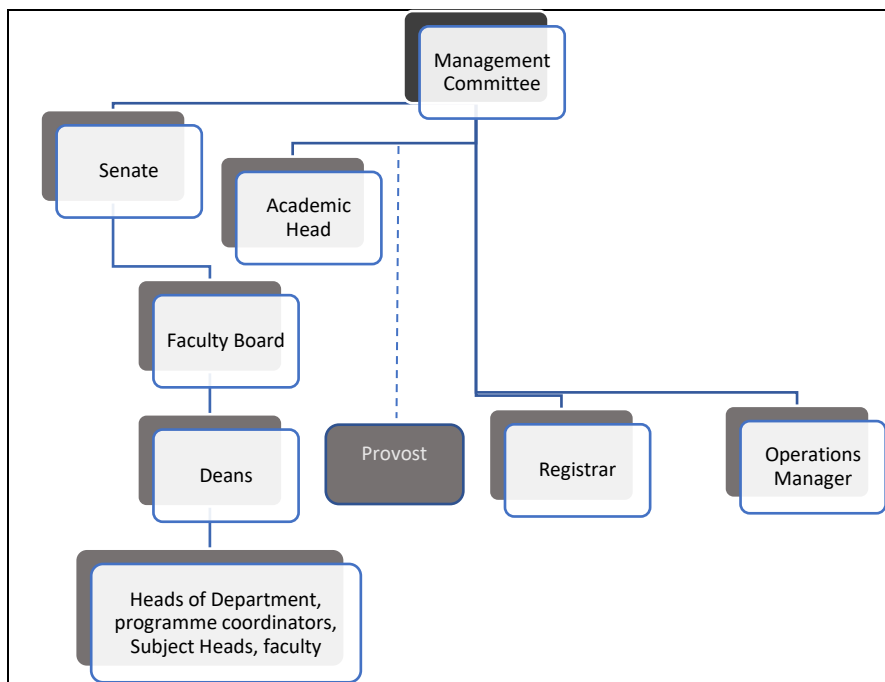 Management
Committee
Senate
Academic
Head
Faculty Board
Deans
Provost
Registrar
Operations
Manager
Heads of Department,
programme coordinators,
Subject Heads, faculty